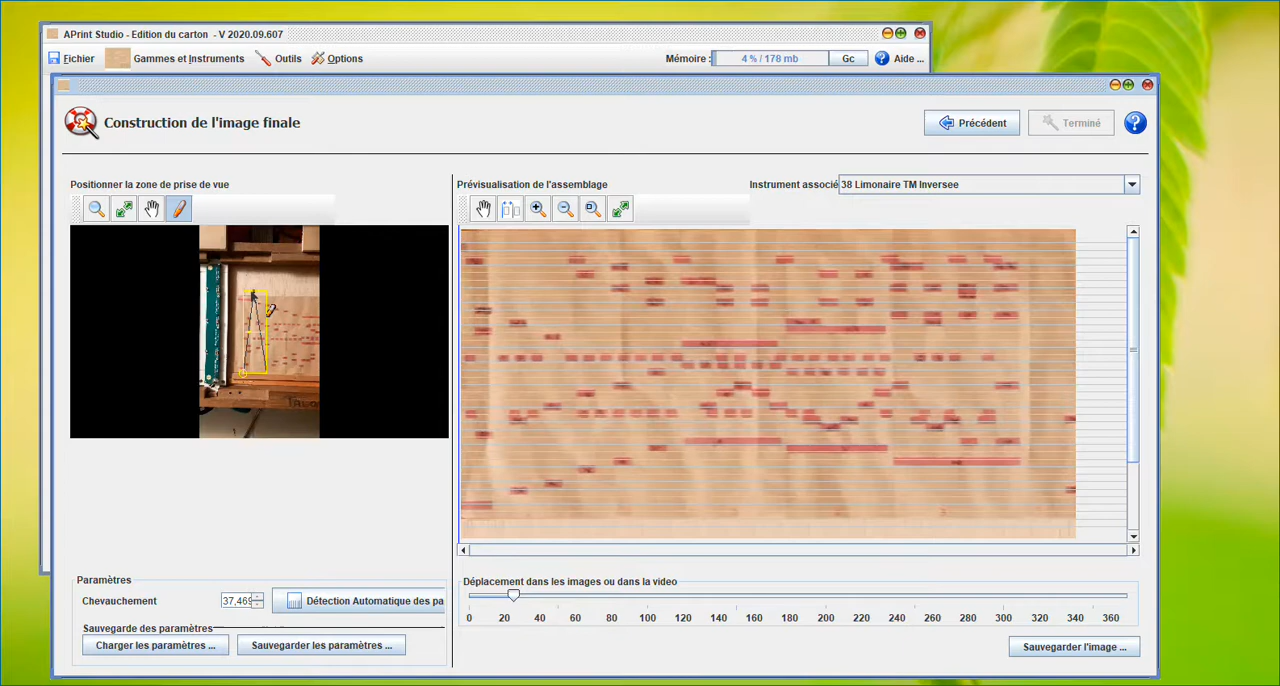 APrint Studio - Edition du carton - V 2020.09.607
Fichier Gammes et Instruments Outils Options Mémoire : 4 % / 178 mb Gc Aide ...
Construction de l'image finale Précédent Terminé
Positionner la zone de prise de vue Prévisualisation de l'assemblage Instrument associé 38 Limonaire TM Inversee
Paramètres
Chevauchement 37,469 Détection Automatique des pa
Sauvegarde des paramètres
Charger les paramètres ... Sauvegarder les paramètres ...
Déplacement dans les images ou dans la video
0 20 40 60 80 100 120 140 160 180 200 220 240 260 280 300 320 340 360
Sauvegarder l'image ...